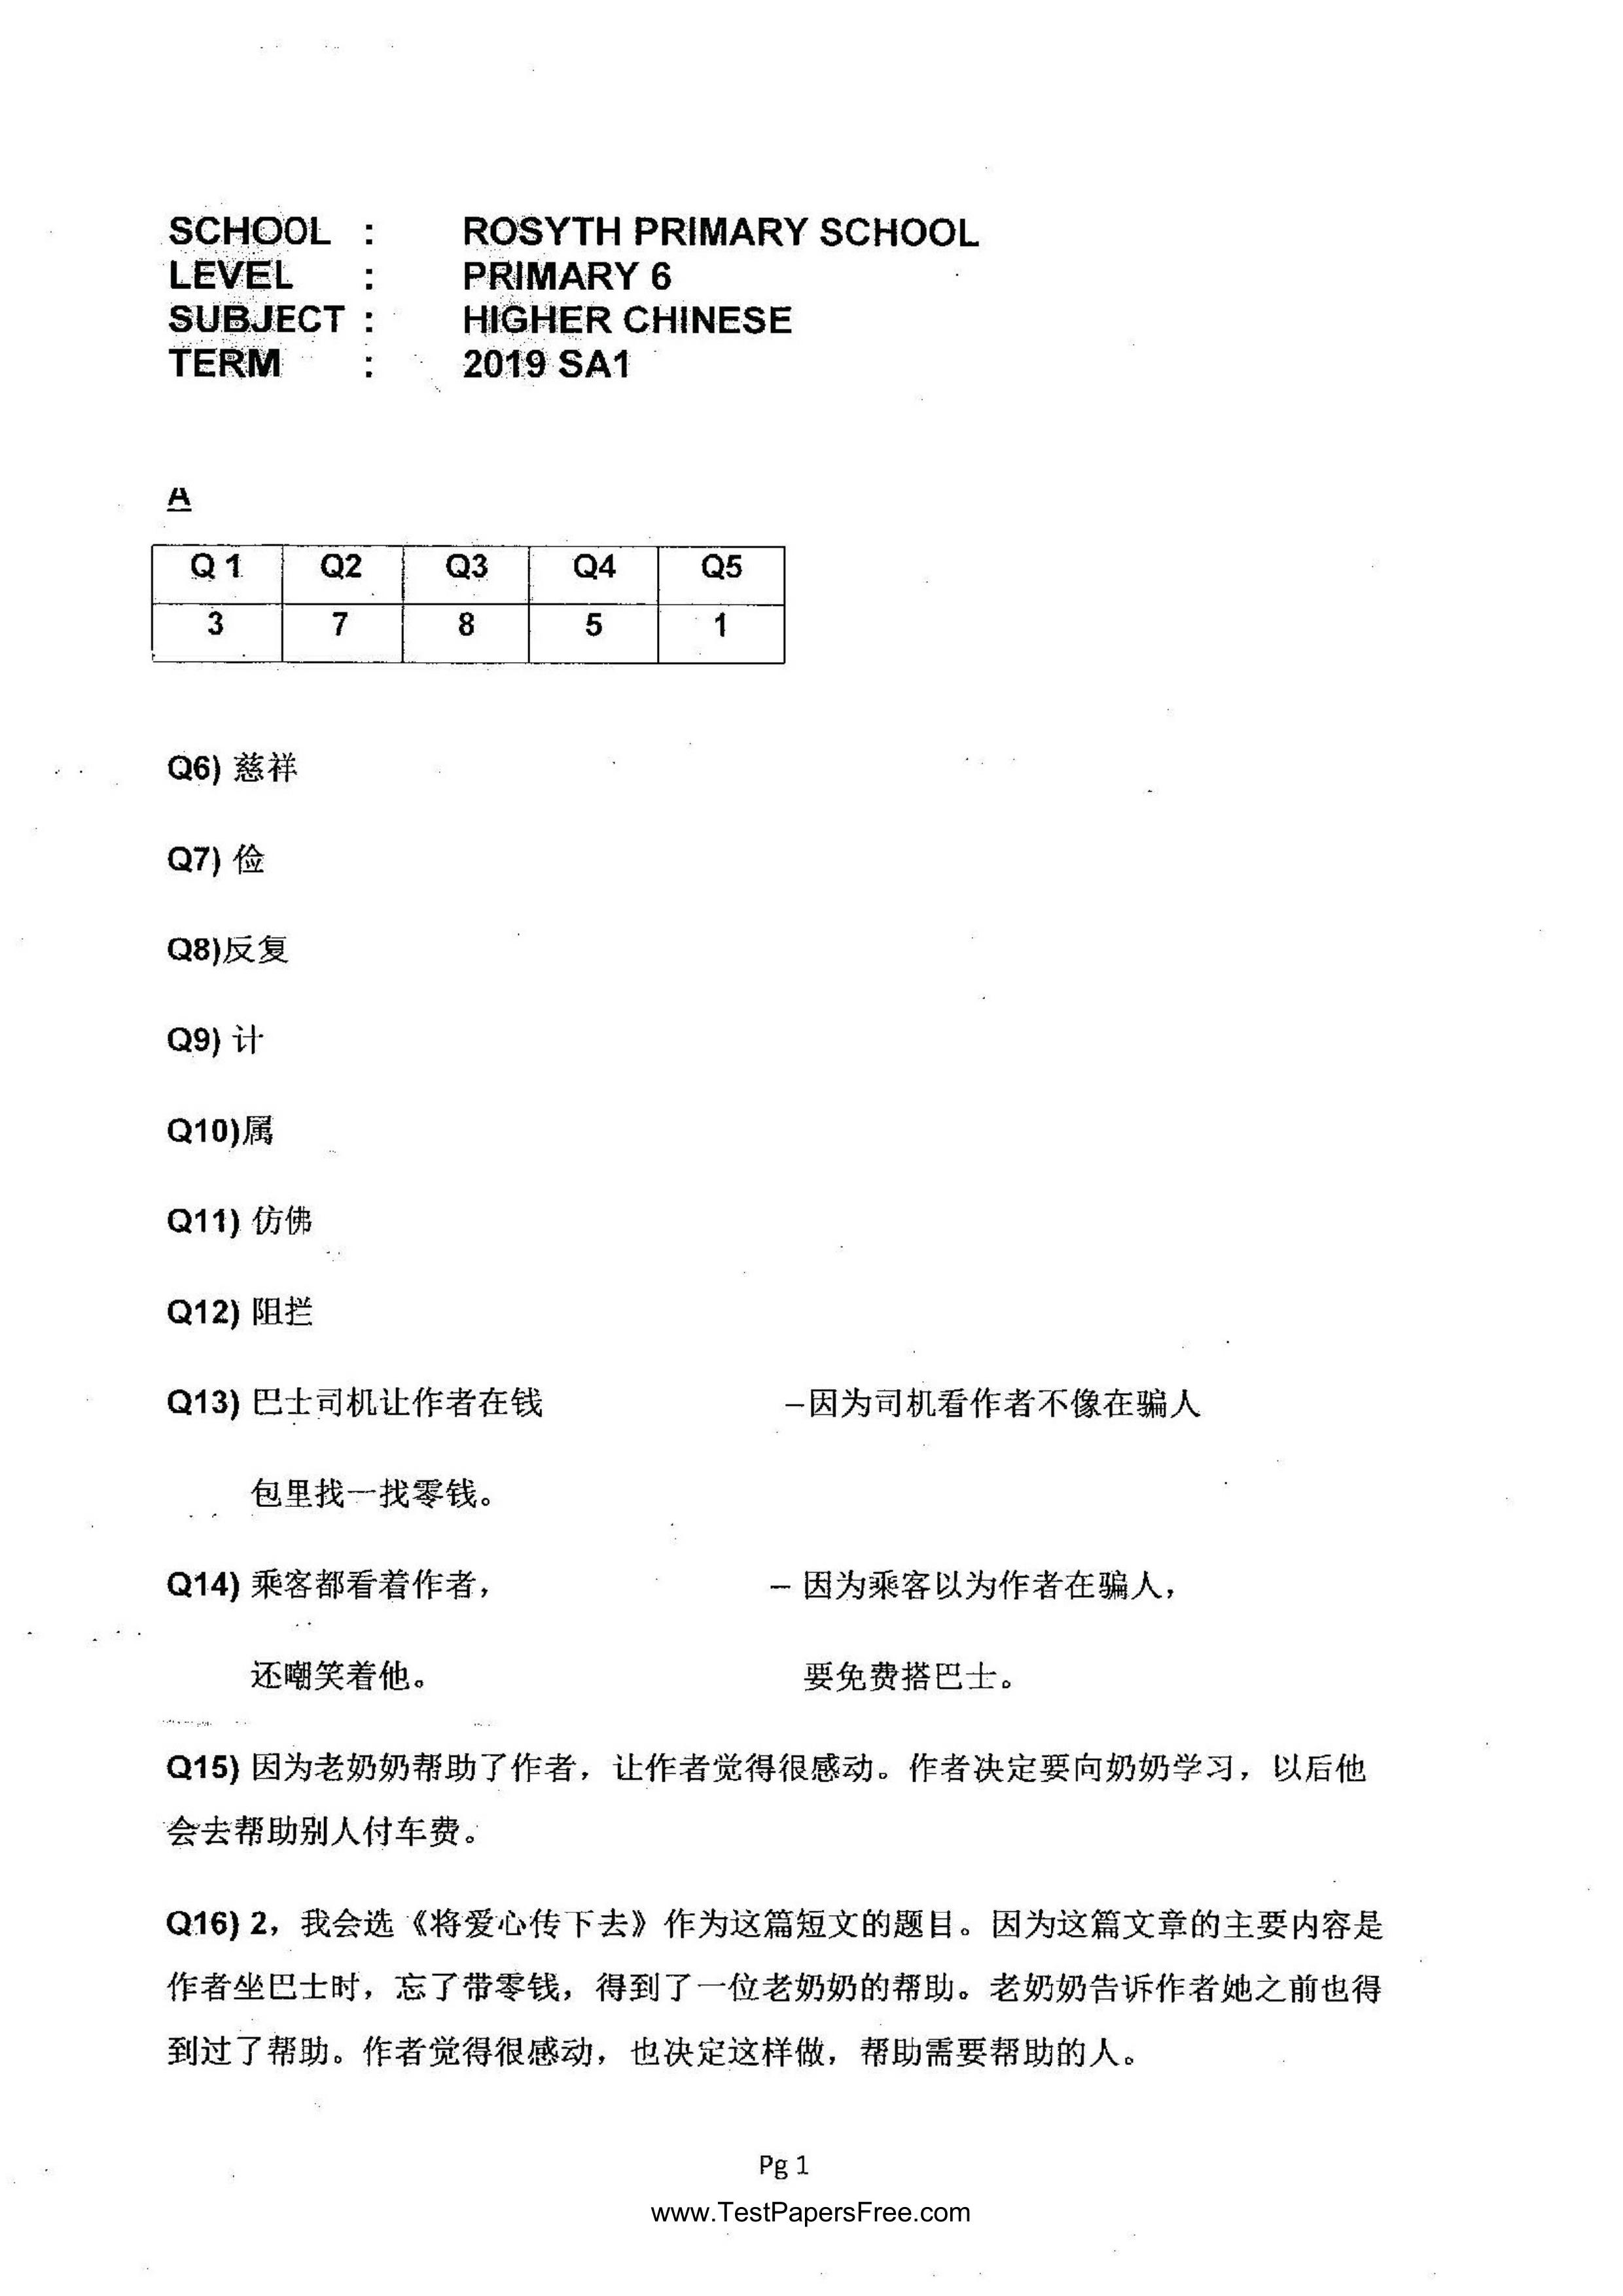 SCHOOL : ROSYTH PRIMARY SCHOOL
LEVEL : PRIMARY 6
SUBJECT : HIGHER CHINESE
TERM : 2019 SA1
A
Q 1 Q2 Q3 Q4 Q5
3 7 8 5 1
Q6) 慈祥
Q7) 俭
Q8)反复
Q9) 计
Q10)属
Q11) 仿佛
Q12) 阻拦
Q13) 巴士司机让作者在钱 –因为司机看作者不像在骗人
包里找一找零钱。
Q14) 乘客都看着作者， – 因为乘客以为作者在骗人，
还嘲笑着他。 要免费搭巴士。
Q15) 因为老奶奶帮助了作者，让作者觉得很感动。作者决定要向奶奶学习，以后他
会去帮助别人付车费。
Q16) 2，我会选《将爱心传下去》作为这篇短文的题目。因为这篇文章的主要内容是
作者坐巴士时，忘了带零钱，得到了一位老奶奶的帮助。老奶奶告诉作者她之前也得
到过了帮助。作者觉得很感动，也决定这样做，帮助需要帮助的人。
Pg 1
www.TestPapersFree.com